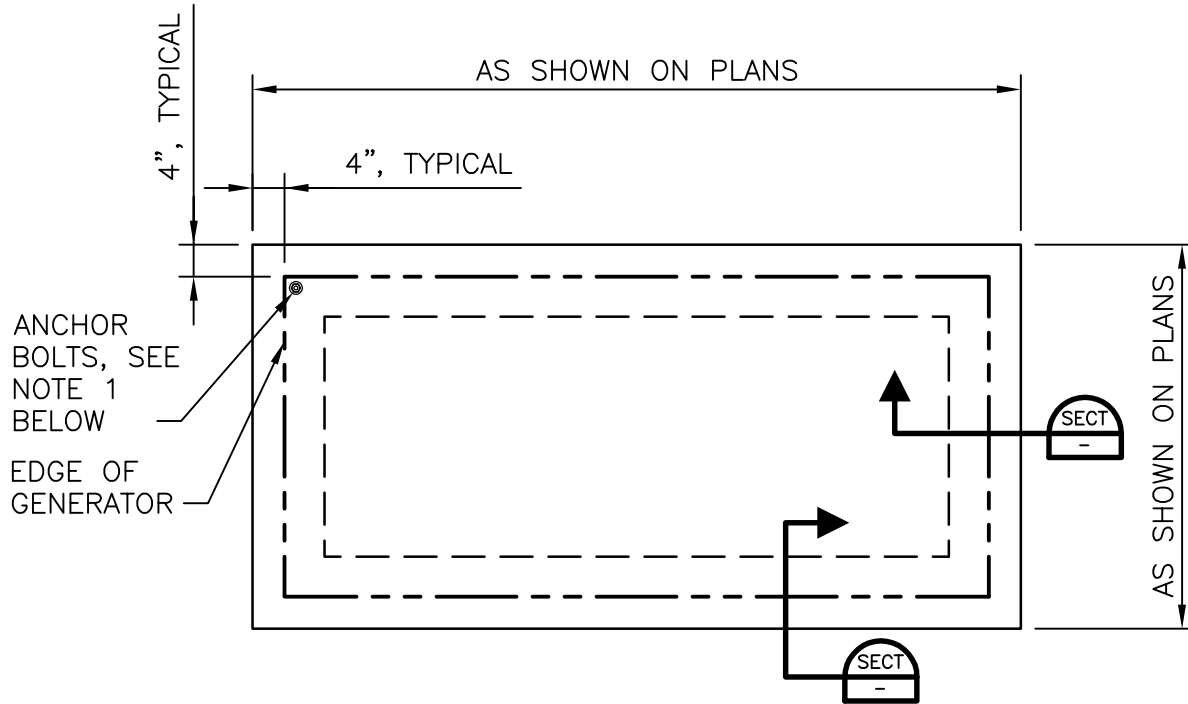 4", TYPICAL
AS SHOWN ON PLANS
4", TYPICAL
ANCHOR
BOLTS, SEE
NOTE 1
BELOW
EDGE OF
GENERATOR
SECT
-
AS SHOWN ON PLANS
SECT
-